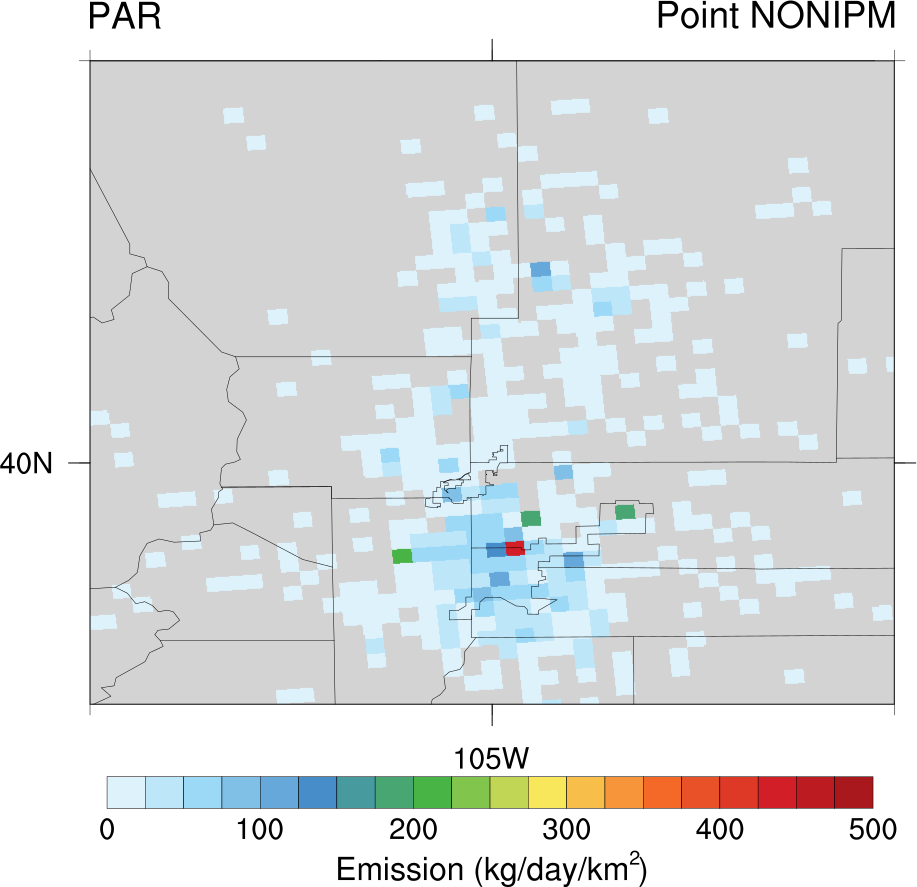 PAR Point NONIPM
40N
105W
0 100 200 300 400 500
Emission (kg/day/km²)